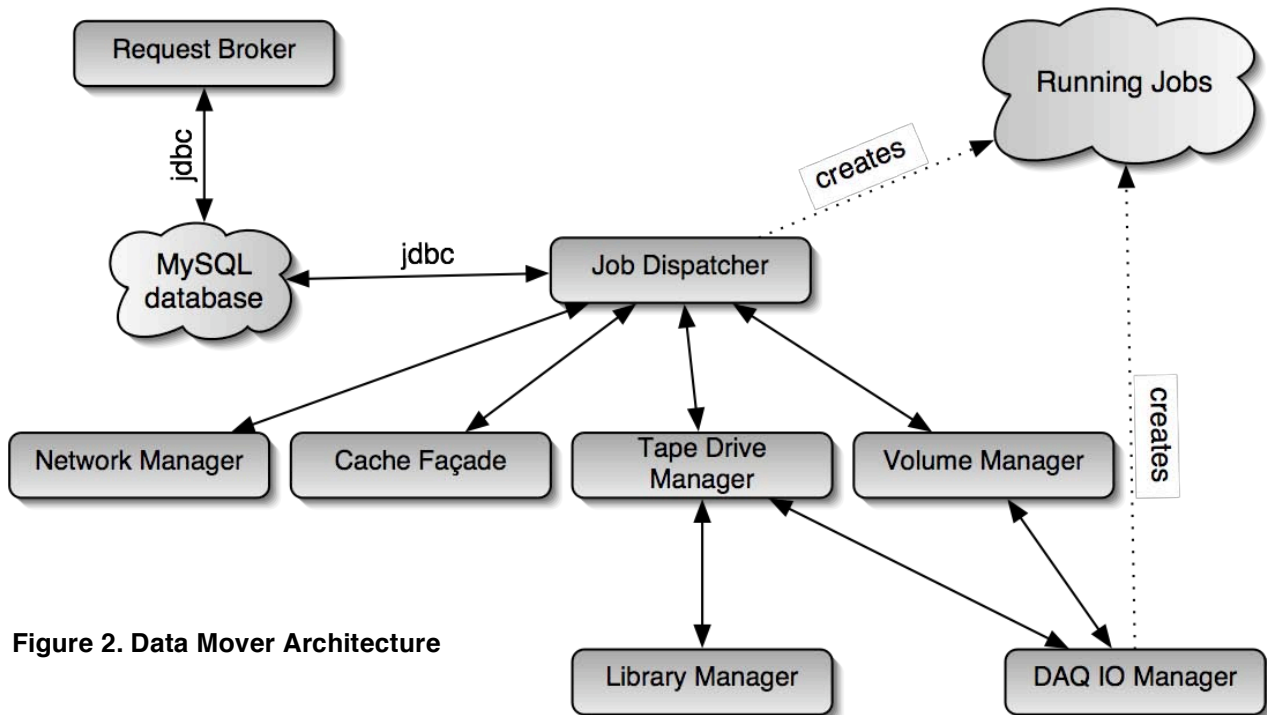 Request Broker
Running Jobs
jdbc
creates
MySQL
database
jdbc
Job Dispatcher
Network Manager
Cache Façade
Tape Drive
Manager
Volume Manager
creates
Figure 2. Data Mover Architecture
Library Manager
DAQ IO Manager